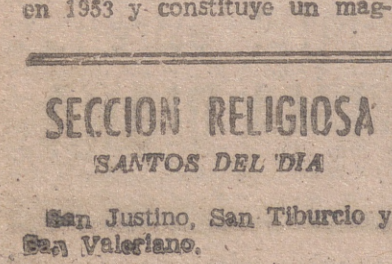 en 1953 y constituye un mag-
SECCION RELIGIOSA
SANTOS DEL DIA
San Justino, San Tiburcio y
San Valeriano.